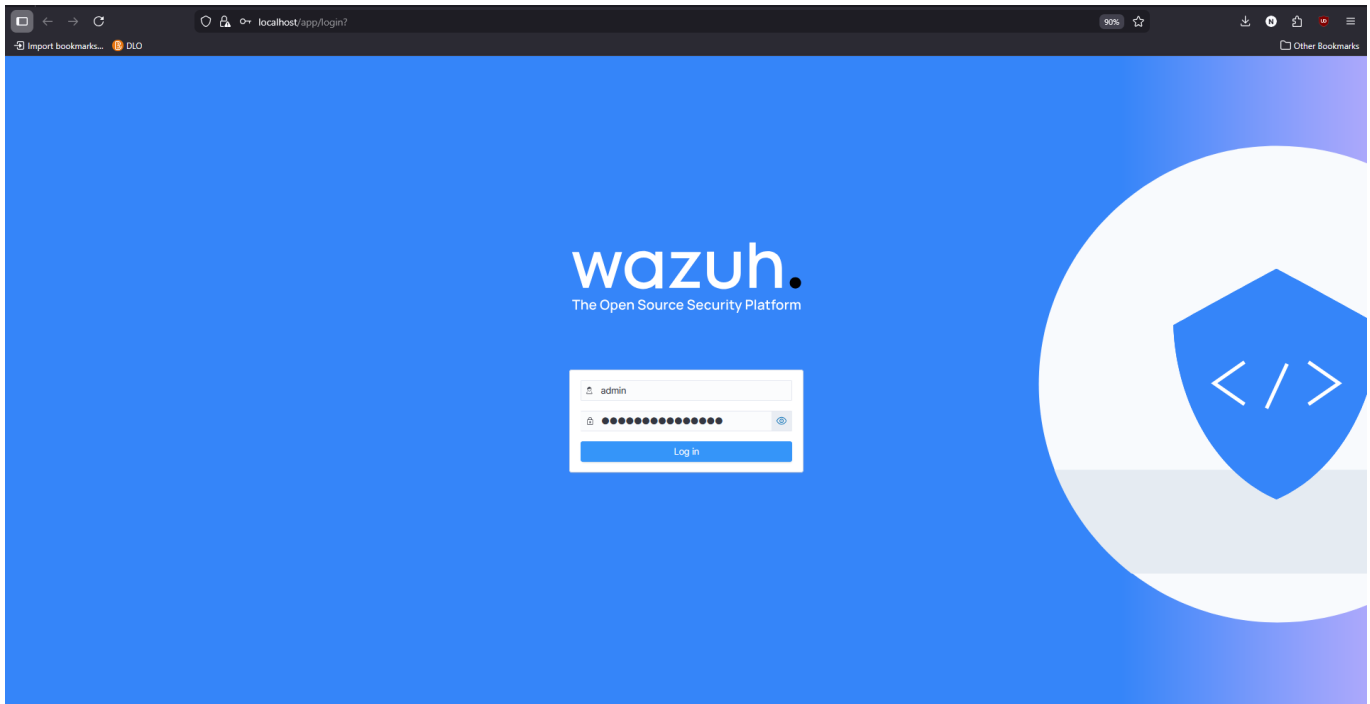 localhost/app/login?
90%
Import bookmarks...
DLO
Other Bookmarks
wazuh.
The Open Source Security Platform
admin
●●●●●●●●●●●●●●●
Log in
</ >